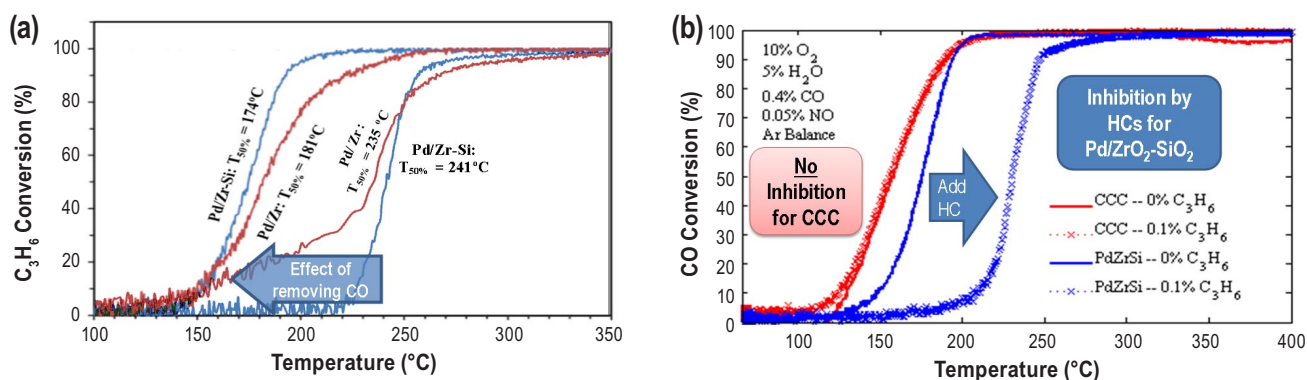 (a)
C3H6 Conversion (%)
100
80
60
40
20
0
Pd/Zr-Si: T50% = 174°C
Pd/Zr: T50% = 181°C
Pd/Zr:
T50% = 235 °C
Pd/Zr-Si:
T50% = 241°C
Effect of
removing CO
100
150
200
250
300
350
Temperature (°C)
(b)
CO Conversion (%)
100
90
80
70
60
50
40
30
20
10
0
10% O2
5% H2O
0.4% CO
0.05% NO
Ar Balance
No
Inhibition
for CCC
Add
HC
Inhibition by
HCs for
Pd/ZrO2-SiO2
CCC -- 0% C3H6
CCC -- 0.1% C3H6
PdZrSi -- 0% C3H6
PdZrSi -- 0.1% C3H6
100
150
200
250
300
350
400
Temperature (°C)